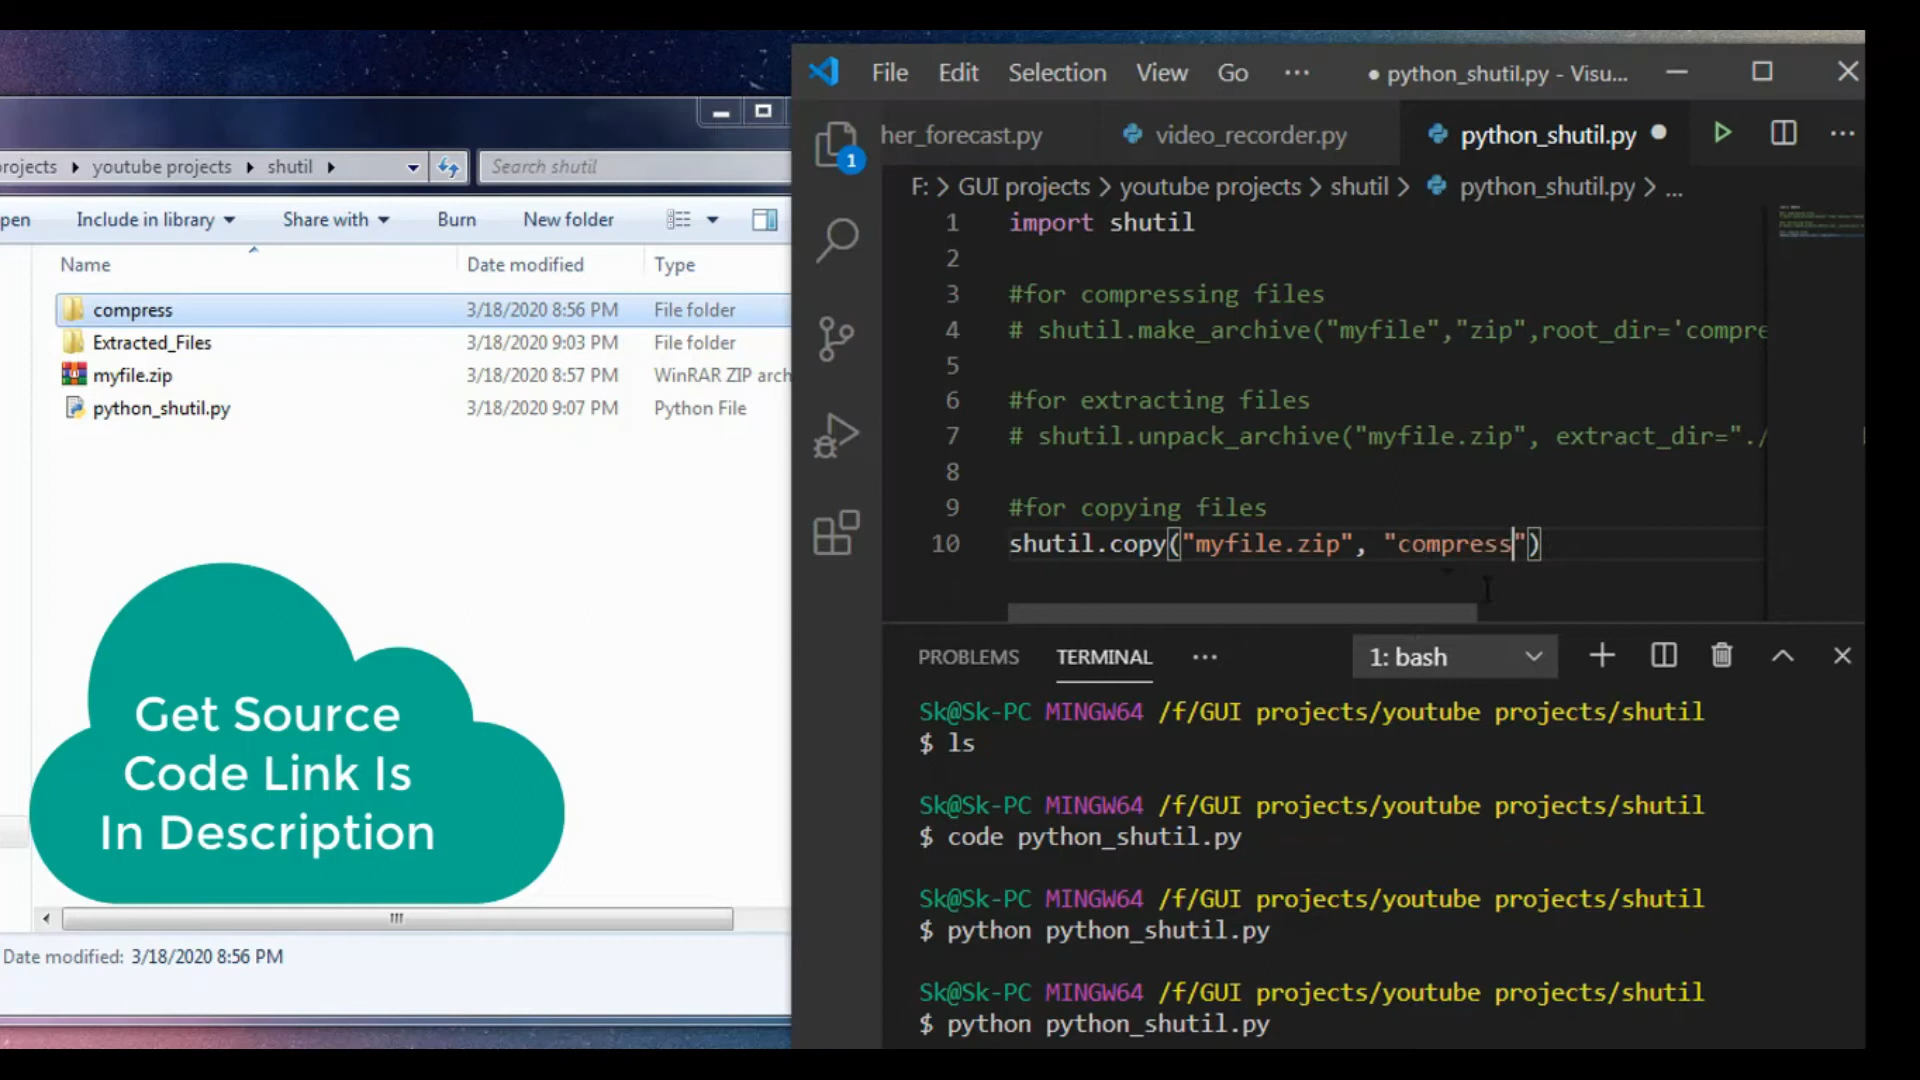 rojects ▸ youtube projects ▸ shutil ▸
Search shutil
pen Include in library Share with Burn New folder
Name Date modified Type
compress 3/18/2020 8:56 PM File folder
Extracted_Files 3/18/2020 9:03 PM File folder
myfile.zip 3/18/2020 8:57 PM WinRAR ZIP arch
python_shutil.py 3/18/2020 9:07 PM Python File
Get Source
Code Link Is
In Description
Date modified: 3/18/2020 8:56 PM
File Edit Selection View Go ··· ● python_shutil.py - Visu...
1
her_forecast.py video_recorder.py python_shutil.py ● ···
F: > GUI projects > youtube projects > shutil > python_shutil.py > ...
1 import shutil
2
3 #for compressing files
4 # shutil.make_archive("myfile","zip",root_dir='compre
5
6 #for extracting files
7 # shutil.unpack_archive("myfile.zip", extract_dir="./
8
9 #for copying files
10 shutil.copy("myfile.zip", "compress")
PROBLEMS TERMINAL ··· 1: bash
Sk@Sk-PC MINGW64 /f/GUI projects/youtube projects/shutil
$ ls
Sk@Sk-PC MINGW64 /f/GUI projects/youtube projects/shutil
$ code python_shutil.py
Sk@Sk-PC MINGW64 /f/GUI projects/youtube projects/shutil
$ python python_shutil.py
Sk@Sk-PC MINGW64 /f/GUI projects/youtube projects/shutil
$ python python_shutil.py